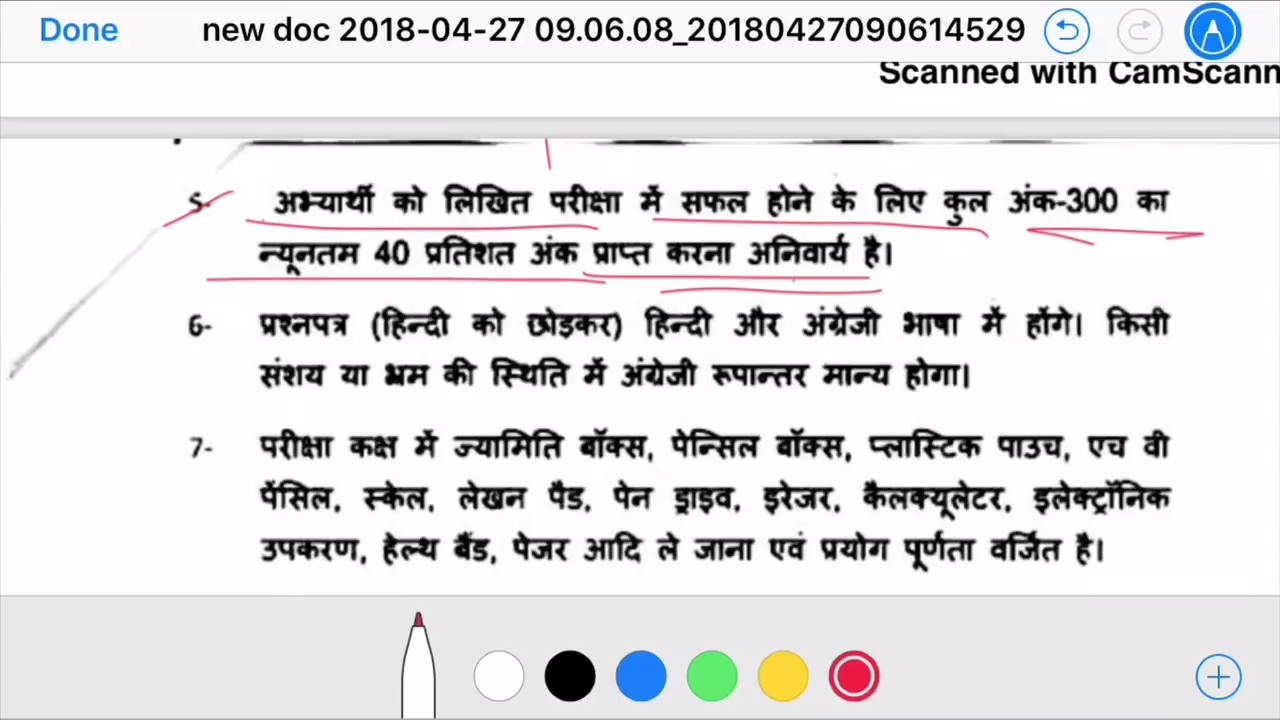 Done
new doc 2018-04-27 09.06.08_20180427090614529
Scanned with CamScann
5- अभ्यार्थी को लिखित परीक्षा में सफल होने के लिए कुल अंक-300 का
न्यूनतम 40 प्रतिशत अंक प्राप्त करना अनिवार्य है।
6- प्रश्नपत्र (हिन्दी को छोड़कर) हिन्दी और अंग्रेजी भाषा में होंगे। किसी
संशय या भ्रम की स्थिति में अंग्रेजी रूपान्तर मान्य होगा।
7- परीक्षा कक्ष में ज्यामिति बॉक्स, पेन्सिल बॉक्स, प्लास्टिक पाउच, एच वी
पेंसिल, स्केल, लेखन पैड, पेन ड्राइव, इरेजर, कैलक्यूलेटर, इलेक्ट्रॉनिक
उपकरण, हेल्थ बैंड, पेजर आदि ले जाना एवं प्रयोग पूर्णता वर्जित है।